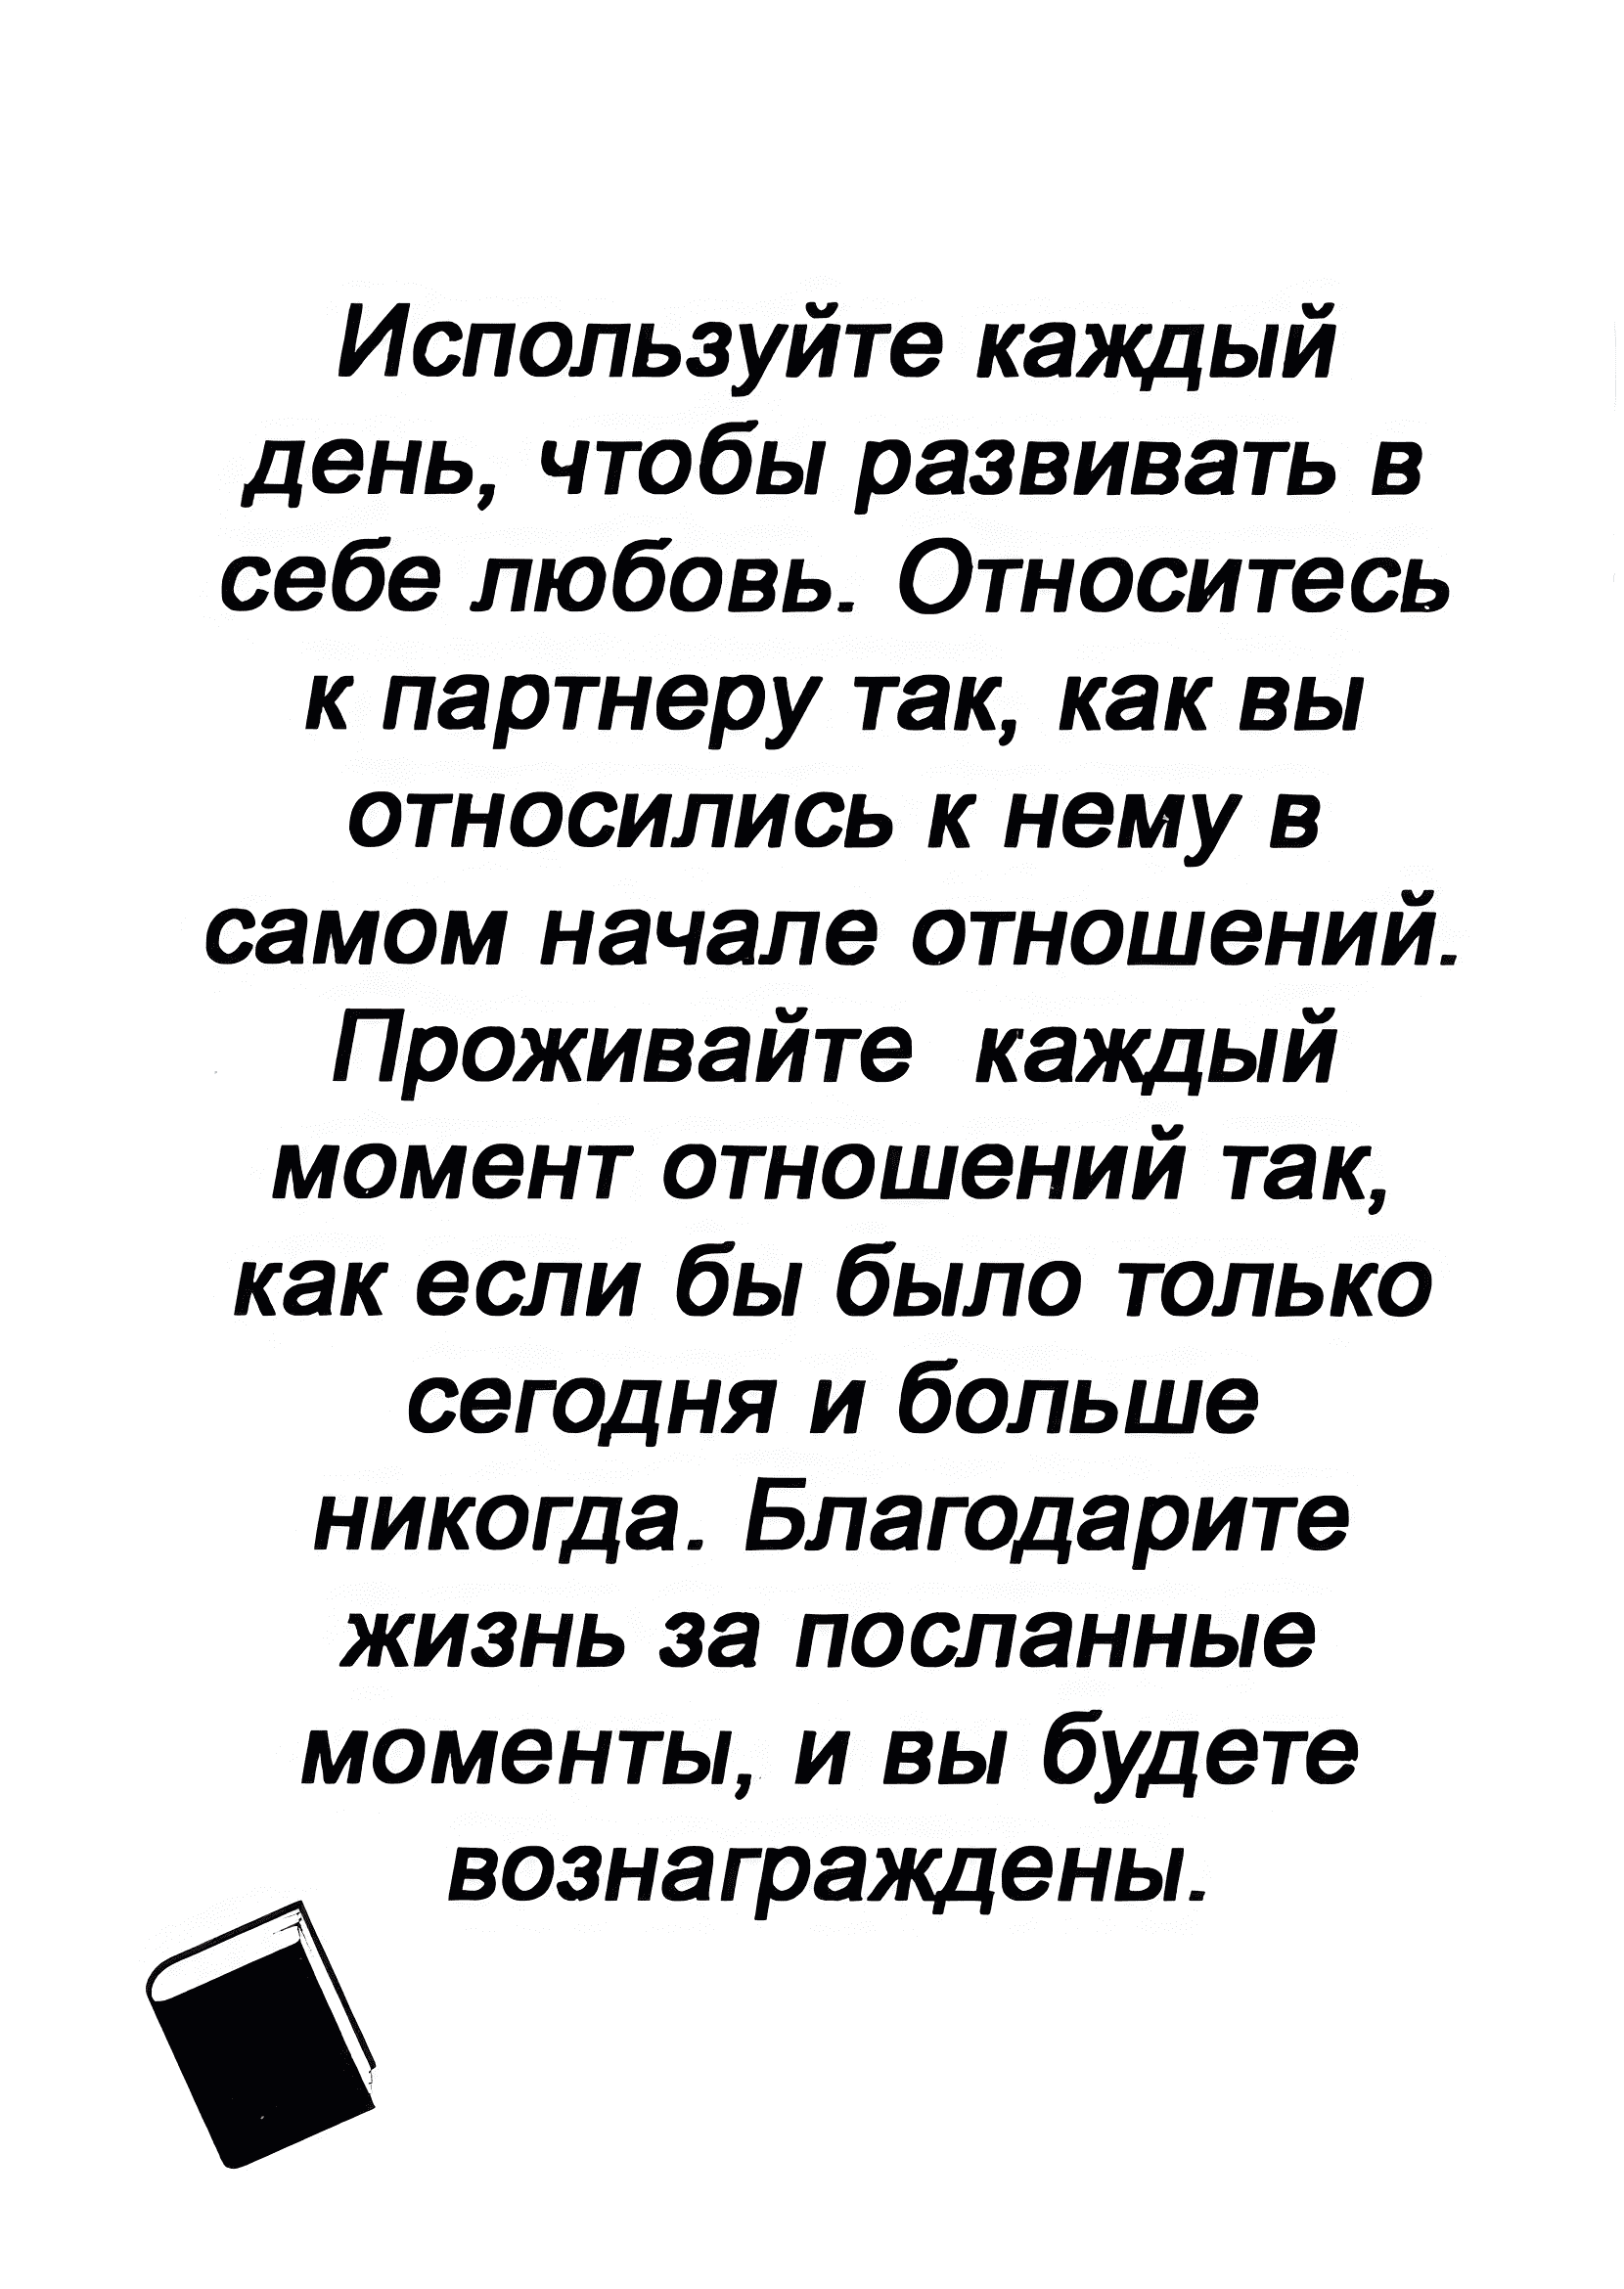 Используйте каждый
день, чтобы развивать в
себе любовь. Относитесь
к партнеру так, как вы
относились к нему в
самом начале отношений.
Проживайте каждый
момент отношений так,
как если бы было только
сегодня и больше
никогда. Благодарите
жизнь за посланные
моменты, и вы будете
вознаграждены.